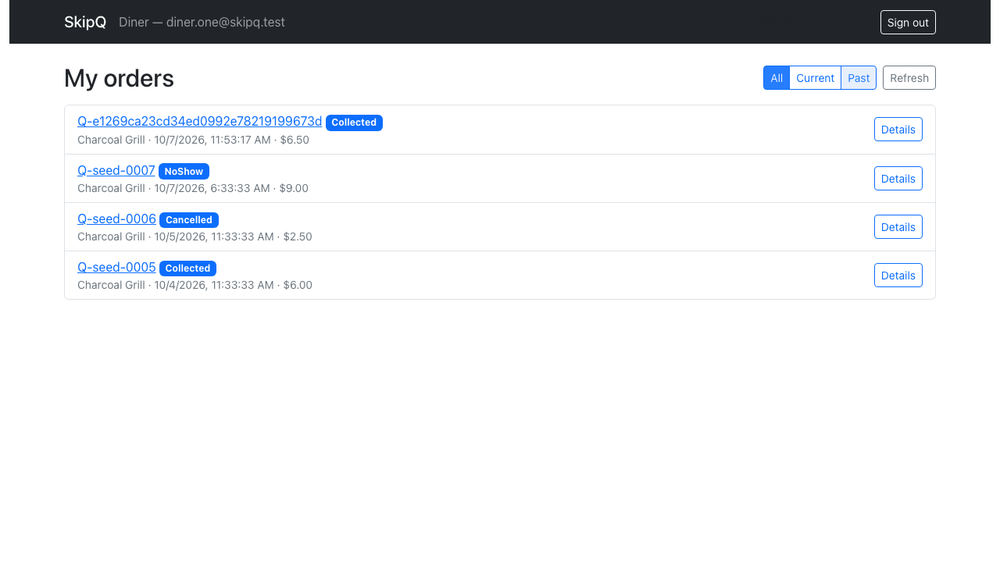 SkipQ Diner — diner.one@skipq.test Sign out
My orders All Current Past Refresh
Q-e1269ca23cd34ed0992e78219199673d Collected
Charcoal Grill · 10/7/2026, 11:53:17 AM · $6.50 Details
Q-seed-0007 NoShow
Charcoal Grill · 10/7/2026, 6:33:33 AM · $9.00 Details
Q-seed-0006 Cancelled
Charcoal Grill · 10/5/2026, 11:33:33 AM · $2.50 Details
Q-seed-0005 Collected
Charcoal Grill · 10/4/2026, 11:33:33 AM · $6.00 Details